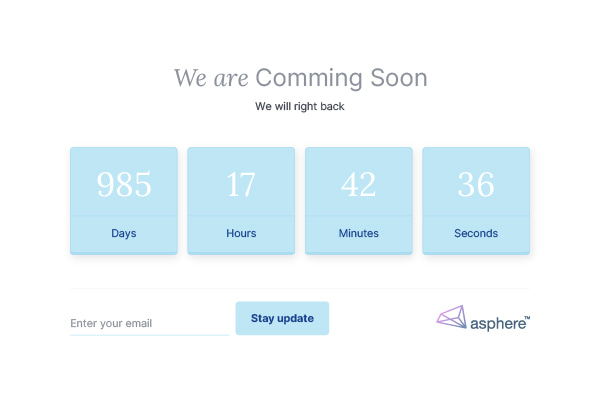 We are Comming Soon
We will right back
985 17 42 36
Days Hours Minutes Seconds
Enter your email Stay update asphere™